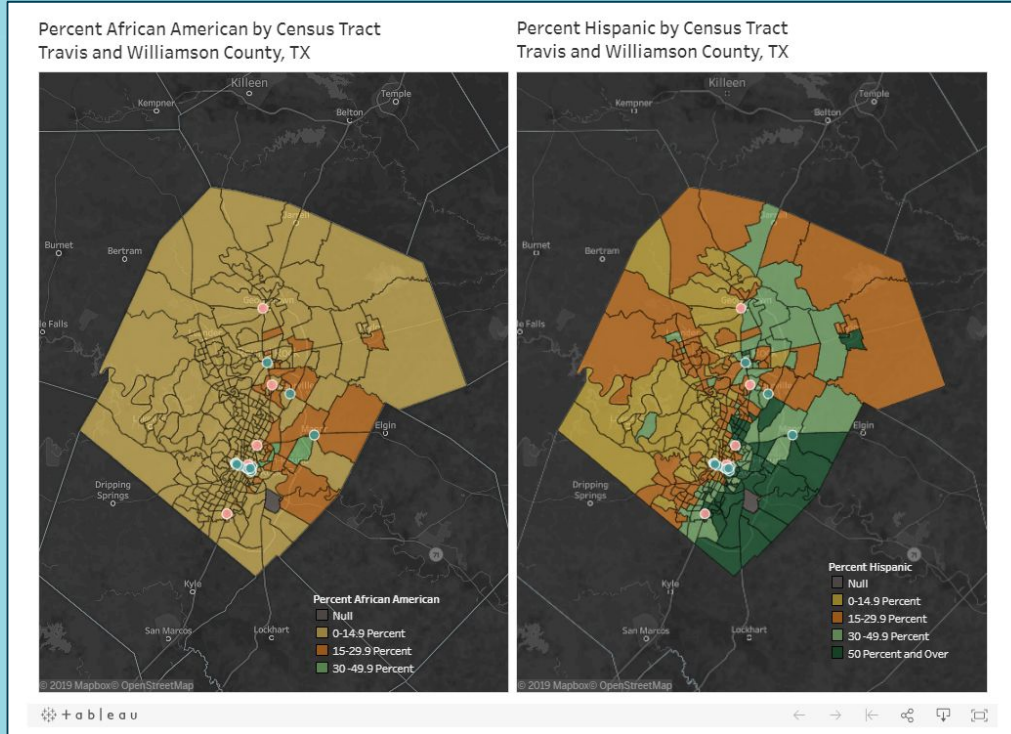 Percent African American by Census Tract
Travis and Williamson County, TX
Killeen
Kempner
Temple
Belton
Jarrell
Burnet
Bertram
Elgin
Dripping
Springs
71
Kyle
San Marcos
Lockhart
Percent African American
Null
0-14.9 Percent
15-29.9 Percent
30 -49.9 Percent
© 2019 Mapbox© OpenStreetMap
Percent Hispanic by Census Tract
Travis and Williamson County, TX
Killeen
Kempner
Temple
Belton
Burnet
Bertram
Elgin
Dripping
Springs
71
Kyle
San Marcos
Lockhart
Percent Hispanic
Null
0-14.9 Percent
15-29.9 Percent
30 -49.9 Percent
50 Percent and Over
© 2019 Mapbox© OpenStreetMap
+ a b | e a u